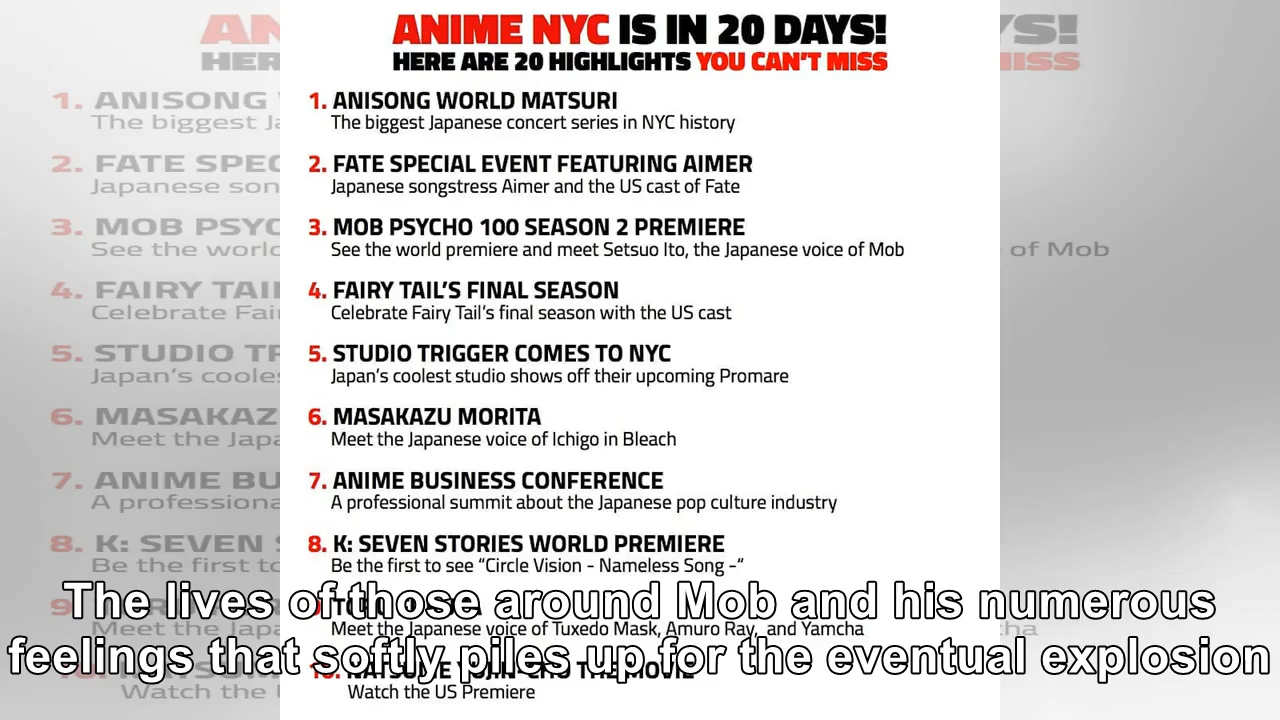 ANIME NYC IS IN 20 DAYS!
HERE ARE 20 HIGHLIGHTS YOU CAN'T MISS
1. ANISONG WORLD MATSURI
The biggest Japanese concert series in NYC history
2. FATE SPECIAL EVENT FEATURING AIMER
Japanese songstress Aimer and the US cast of Fate
3. MOB PSYCHO 100 SEASON 2 PREMIERE
See the world premiere and meet Setsuo Ito, the Japanese voice of Mob
4. FAIRY TAIL'S FINAL SEASON
Celebrate Fairy Tail's final season with the US cast
5. STUDIO TRIGGER COMES TO NYC
Japan's coolest studio shows off their upcoming Promare
6. MASAKAZU MORITA
Meet the Japanese voice of Ichigo in Bleach
7. ANIME BUSINESS CONFERENCE
A professional summit about the Japanese pop culture industry
8. K: SEVEN STORIES WORLD PREMIERE
Be the first to see "Circle Vision - Nameless Song -"
The lives of those around Mob and his numerous
Meet the Japanese voice of Tuxedo Mask, Amuro Ray, and Yamcha
feelings that softly piles up for the eventual explosion
Watch the US Premiere